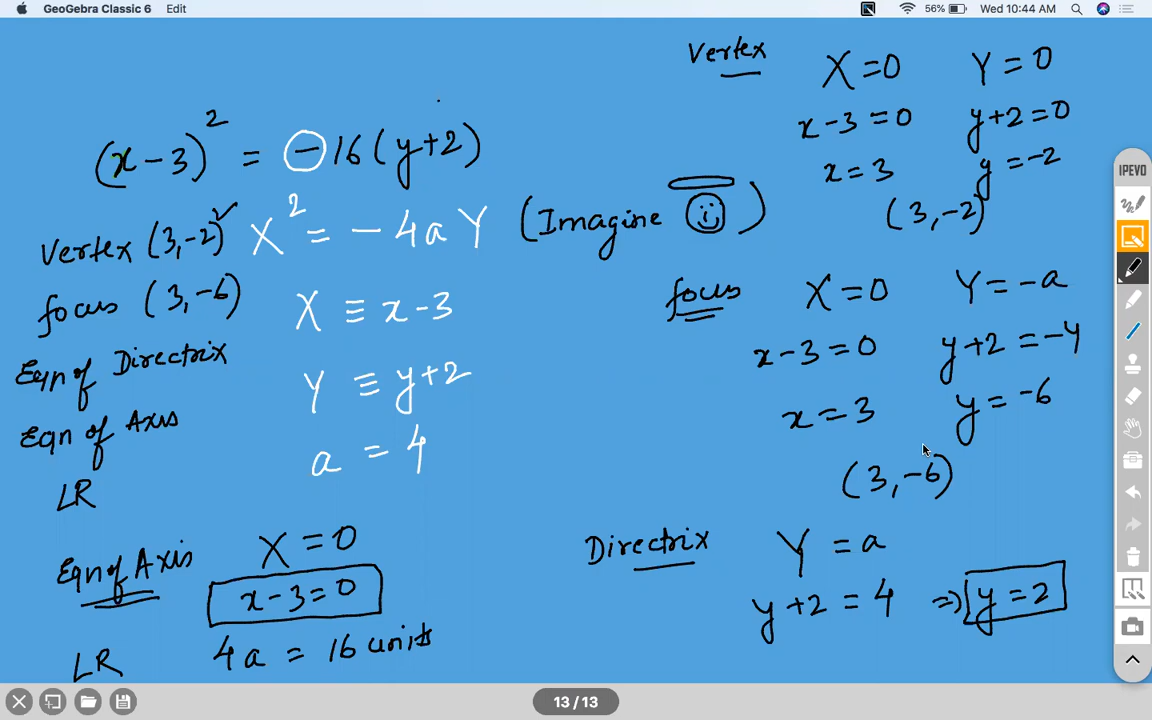 GeoGebra Classic 6 Edit 56% Wed 10:44 AM
(x-3)² = -16(y+2)
X² = -4aY (Imagine )
Vertex (3,-2)
focus (3,-6)
Eqn of Directrix
Eqn of Axis
LR
X ≡ x-3
Y ≡ y+2
a = 4
Eqn of Axis X = 0
x-3=0
LR 4a = 16 units
Vertex X=0 Y=0
x-3=0 y+2=0
x=3 y=-2
(3,-2)
focus X=0 Y=-a
x-3=0 y+2=-4
x=3 y=-6
(3,-6)
Directrix Y = a
y+2 = 4 => y=2
IPEVO
13 / 13